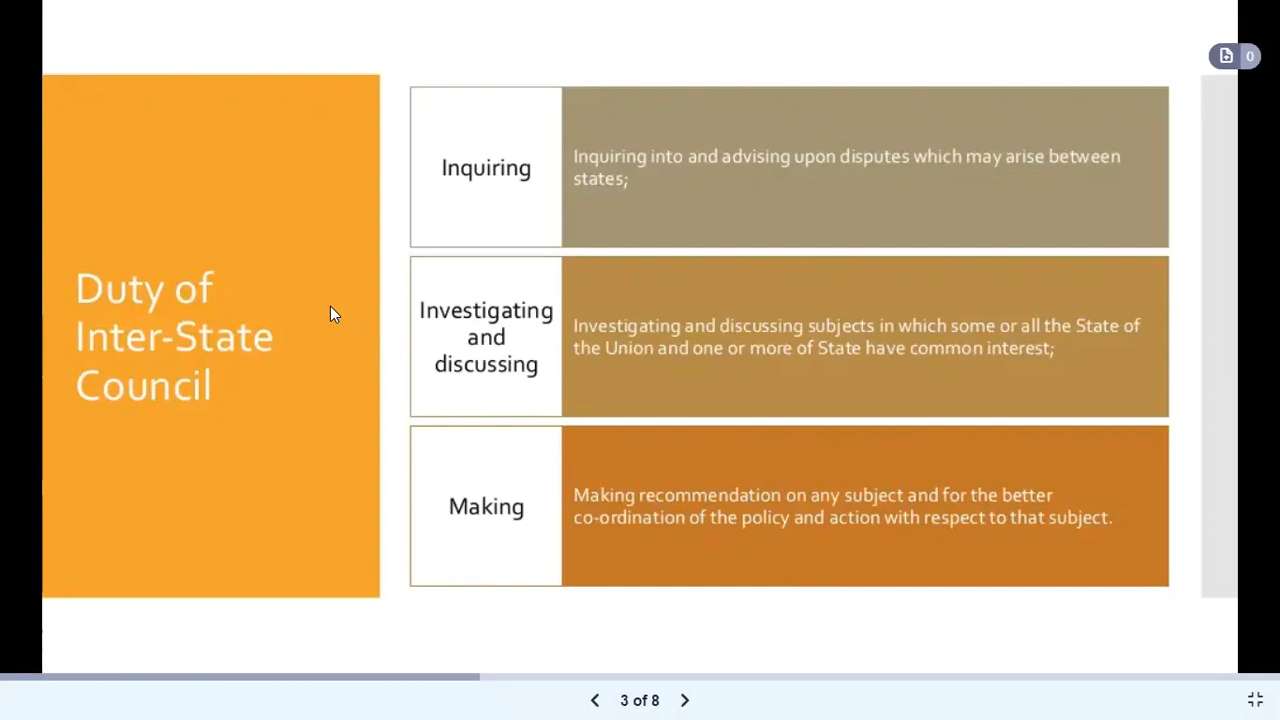 0
Duty of
Inter-State
Council
Inquiring
Inquiring into and advising upon disputes which may arise between
states;
Investigating
and
discussing
Investigating and discussing subjects in which some or all the State of
the Union and one or more of State have common interest;
Making
Making recommendation on any subject and for the better
co-ordination of the policy and action with respect to that subject.
3 of 8